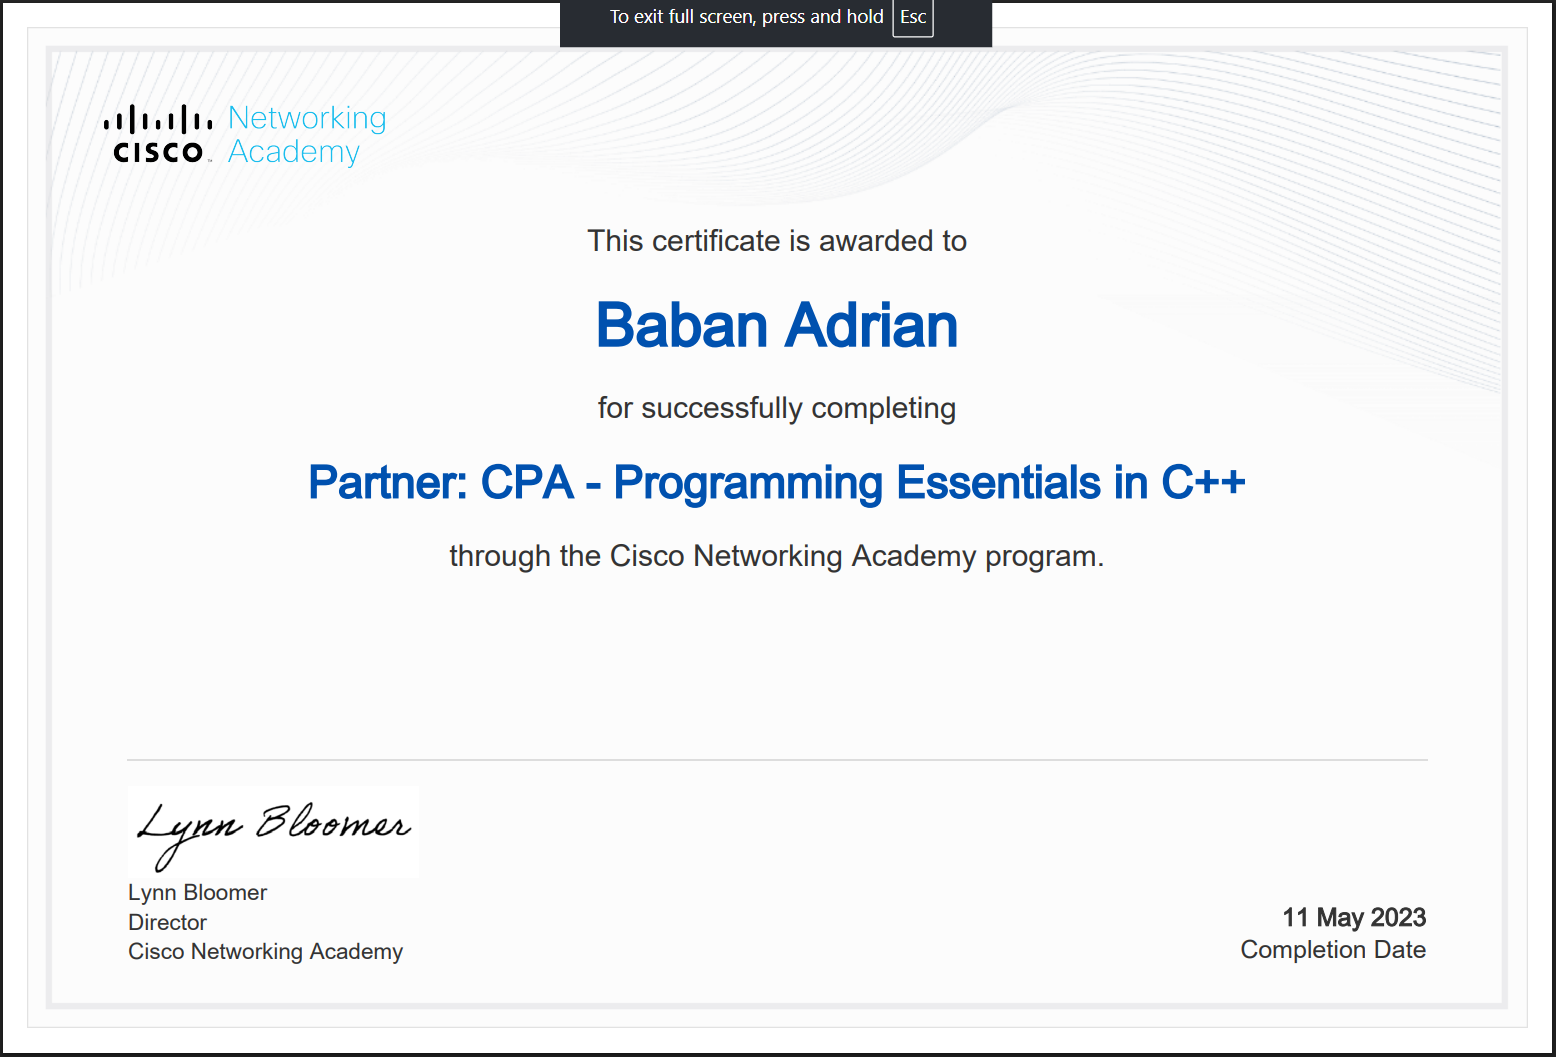 To exit full screen, press and hold Esc
CISCO™ Networking Academy
This certificate is awarded to
Baban Adrian
for successfully completing
Partner: CPA - Programming Essentials in C++
through the Cisco Networking Academy program.
Lynn Bloomer
Lynn Bloomer
Director
Cisco Networking Academy
11 May 2023
Completion Date